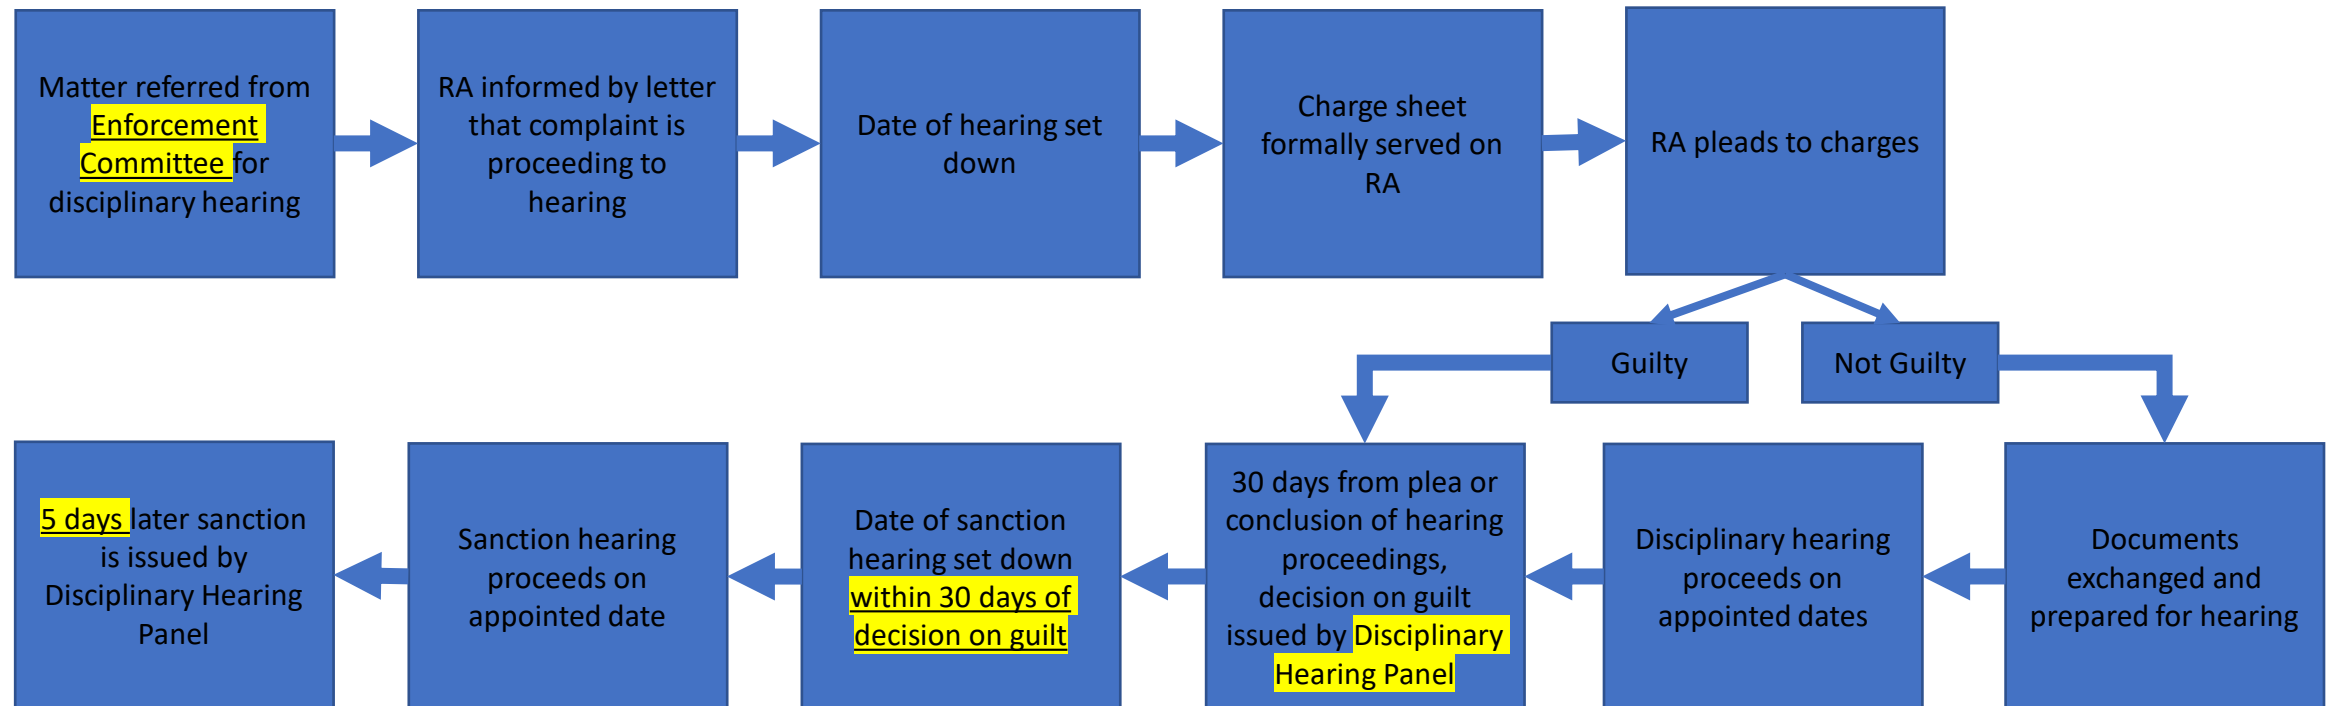 Matter referred from
Enforcement
Committee for
disciplinary hearing
RA informed by letter
that complaint is
proceeding to
hearing
Date of hearing set
down
Charge sheet
formally served on
RA
RA pleads to charges
Guilty
Not Guilty
Documents
exchanged and
prepared for hearing
Disciplinary hearing
proceeds on
appointed dates
30 days from plea or
conclusion of hearing
proceedings,
decision on guilt
issued by Disciplinary
Hearing Panel
Date of sanction
hearing set down
within 30 days of
decision on guilt
Sanction hearing
proceeds on
appointed date
5 days later sanction
is issued by
Disciplinary Hearing
Panel